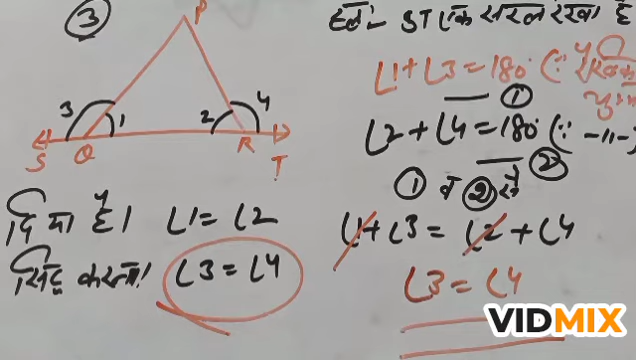 3
P
3 1 2 4
S Q R T
दिया है। ∠1 = ∠2
सिद्ध करना। ∠3 = ∠4
हल:- ST एक सरल रेखा है
∠1 + ∠3 = 180° (∵ रैखिक युग्म
— ①
∠2 + ∠4 = 180° (∵ -11-)
— ②
① व ② से
∠1 + ∠3 = ∠2 + ∠4
∠3 = ∠4
VIDMIX